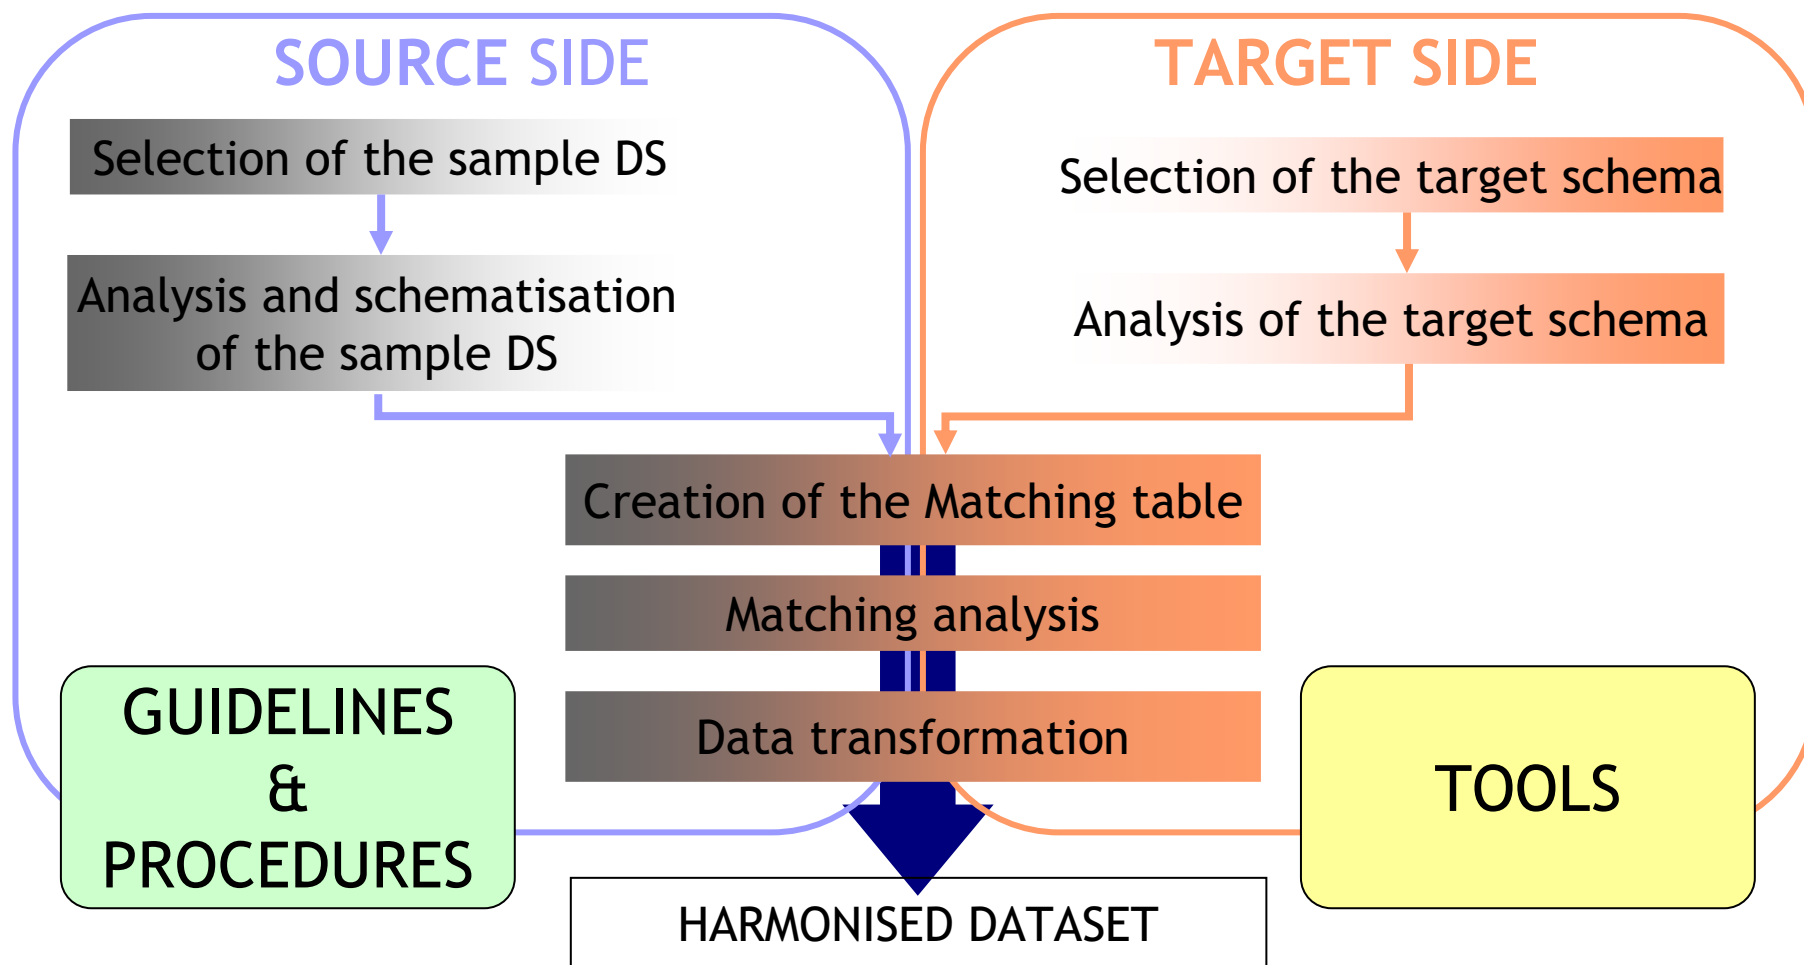 SOURCE SIDE
Selection of the sample DS
Analysis and schematisation
of the sample DS
TARGET SIDE
Selection of the target schema
Analysis of the target schema
Creation of the Matching table
Matching analysis
Data transformation
GUIDELINES
&
PROCEDURES
TOOLS
HARMONISED DATASET